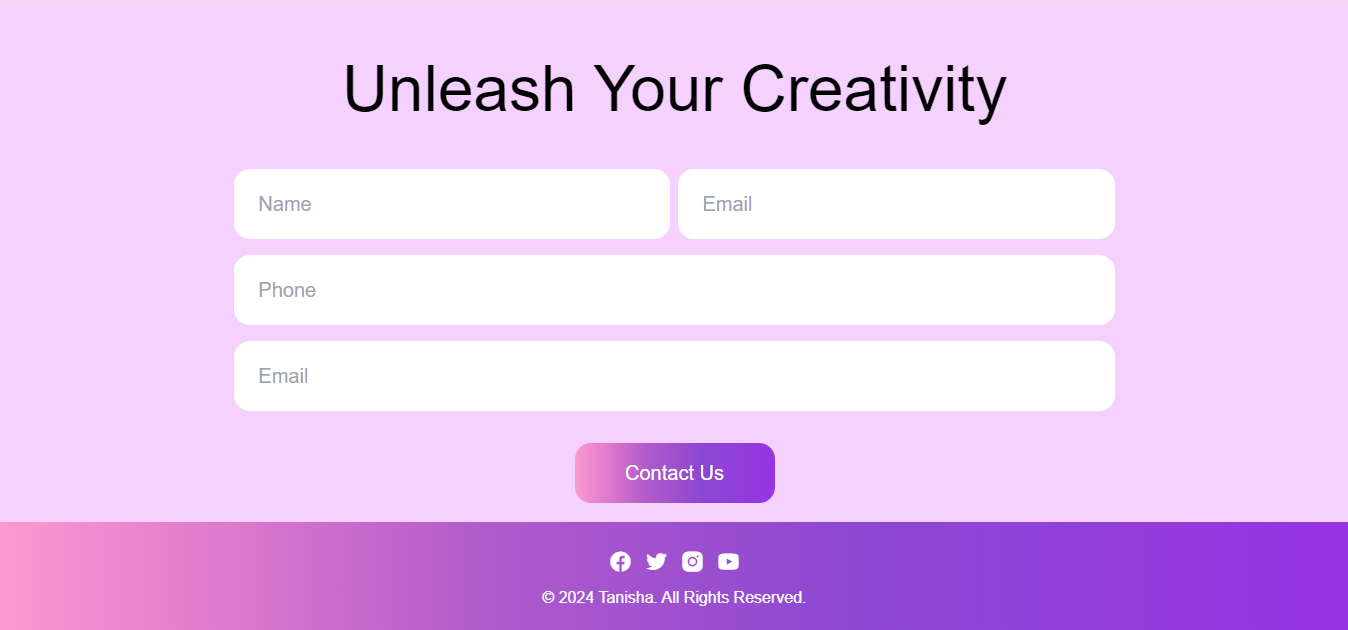 Unleash Your Creativity
Name
Email
Phone
Email
Contact Us
© 2024 Tanisha. All Rights Reserved.